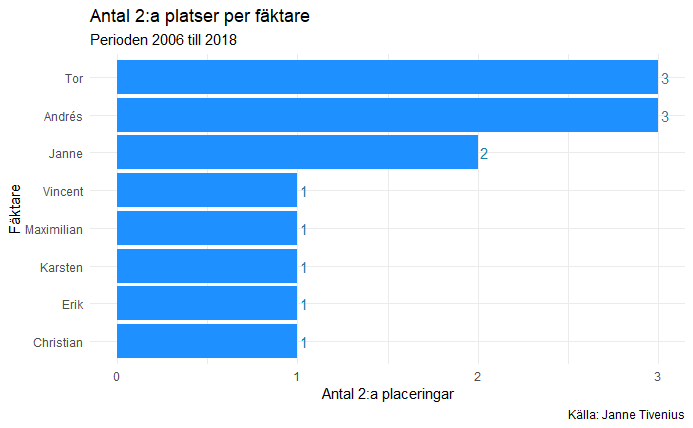 Antal 2:a platser per fäktare
Perioden 2006 till 2018
Fäktare
Tor
3
Andrés
3
Janne
2
Vincent
1
Maximilian
1
Karsten
1
Erik
1
Christian
1
0 1 2 3
Antal 2:a placeringar
Källa: Janne Tivenius